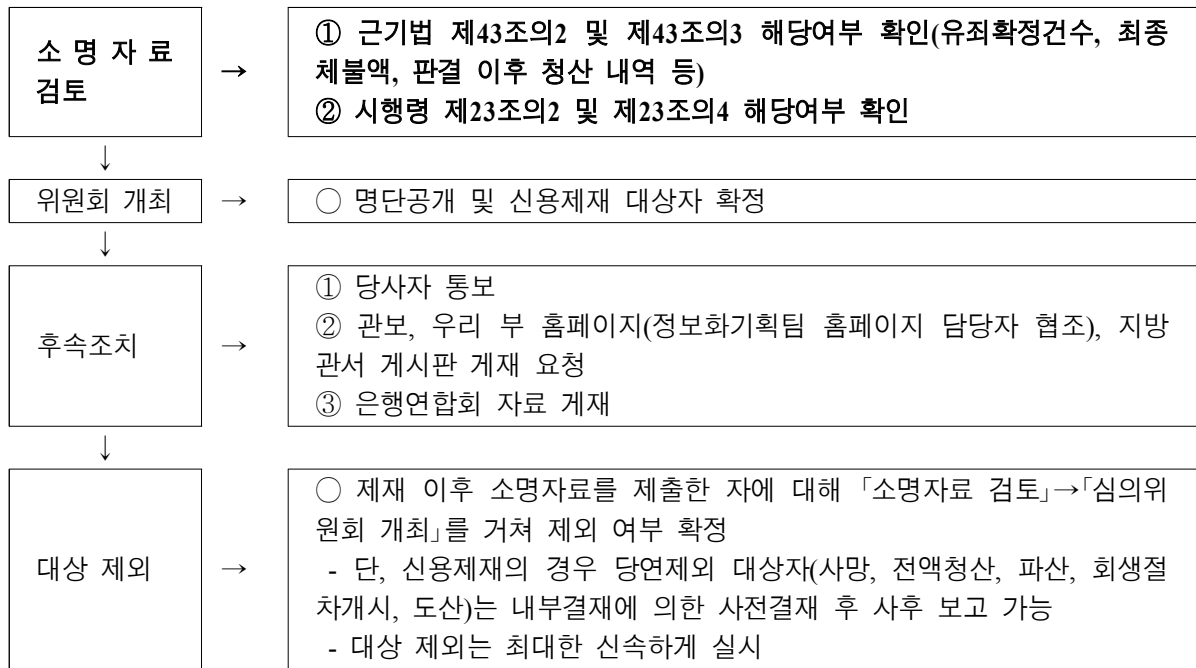 소 명 자 료
검토
→
① 근기법 제43조의2 및 제43조의3 해당여부 확인(유죄확정건수, 최종
체불액, 판결 이후 청산 내역 등)
② 시행령 제23조의2 및 제23조의4 해당여부 확인
↓
위원회 개최
→
○ 명단공개 및 신용제재 대상자 확정
↓
후속조치
→
① 당사자 통보
② 관보, 우리 부 홈페이지(정보화기획팀 홈페이지 담당자 협조), 지방
관서 게시판 게재 요청
③ 은행연합회 자료 게재
↓
대상 제외
→
○ 제재 이후 소명자료를 제출한 자에 대해 「소명자료 검토」→「심의위
원회 개최」를 거쳐 제외 여부 확정
- 단, 신용제재의 경우 당연제외 대상자(사망, 전액청산, 파산, 회생절
차개시, 도산)는 내부결재에 의한 사전결재 후 사후 보고 가능
- 대상 제외는 최대한 신속하게 실시